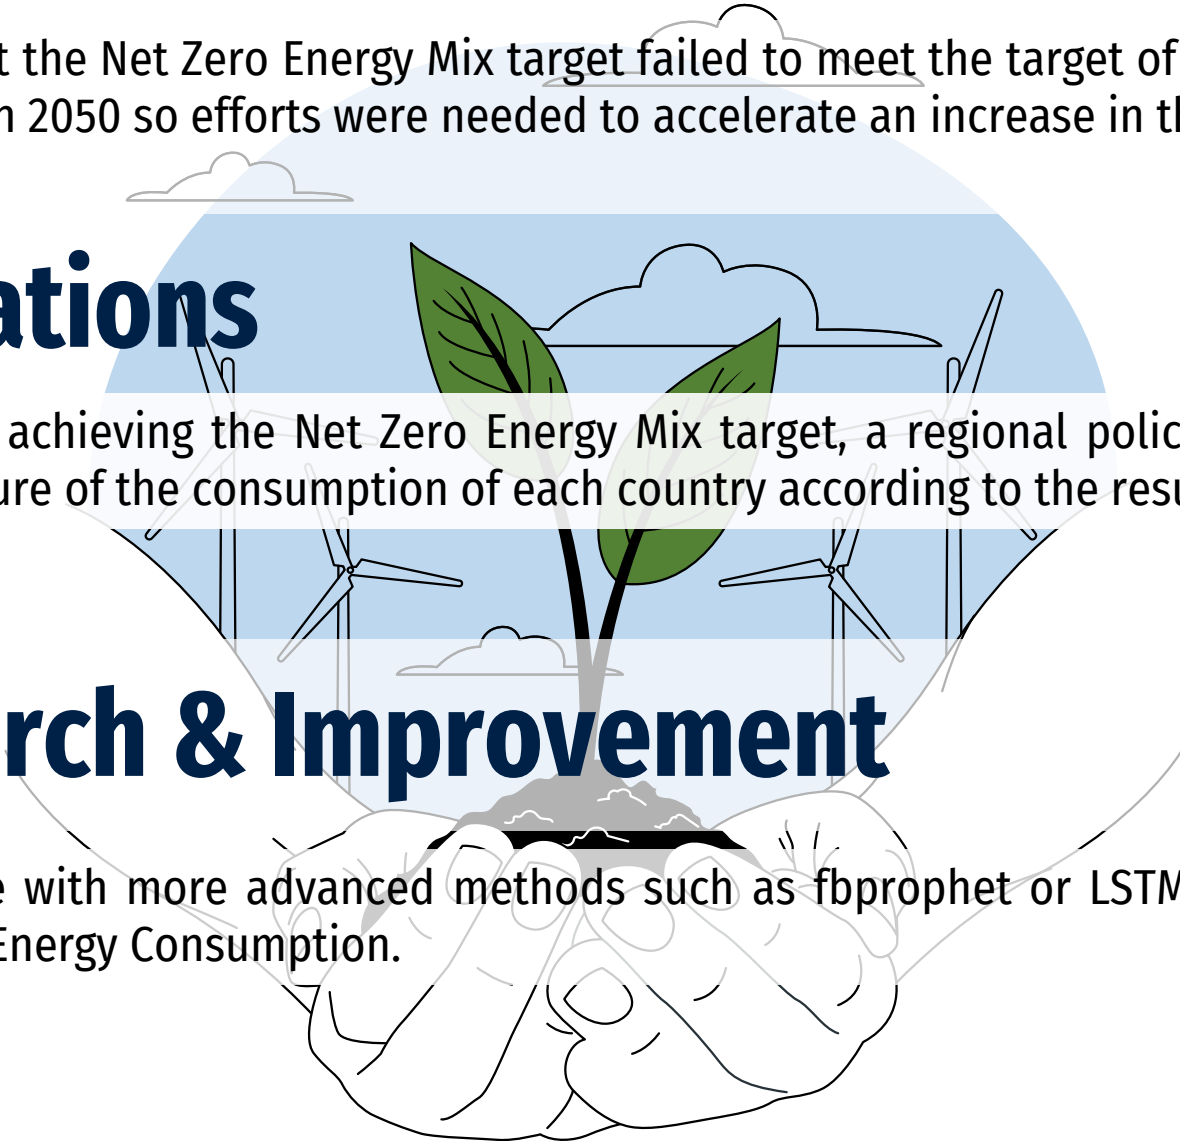 t the Net Zero Energy Mix target failed to meet the target of
n 2050 so efforts were needed to accelerate an increase in th
ations
achieving the Net Zero Energy Mix target, a regional polic
ure of the consumption of each country according to the resu
rch & Improvement
e with more advanced methods such as fbprophet or LSTM
Energy Consumption.